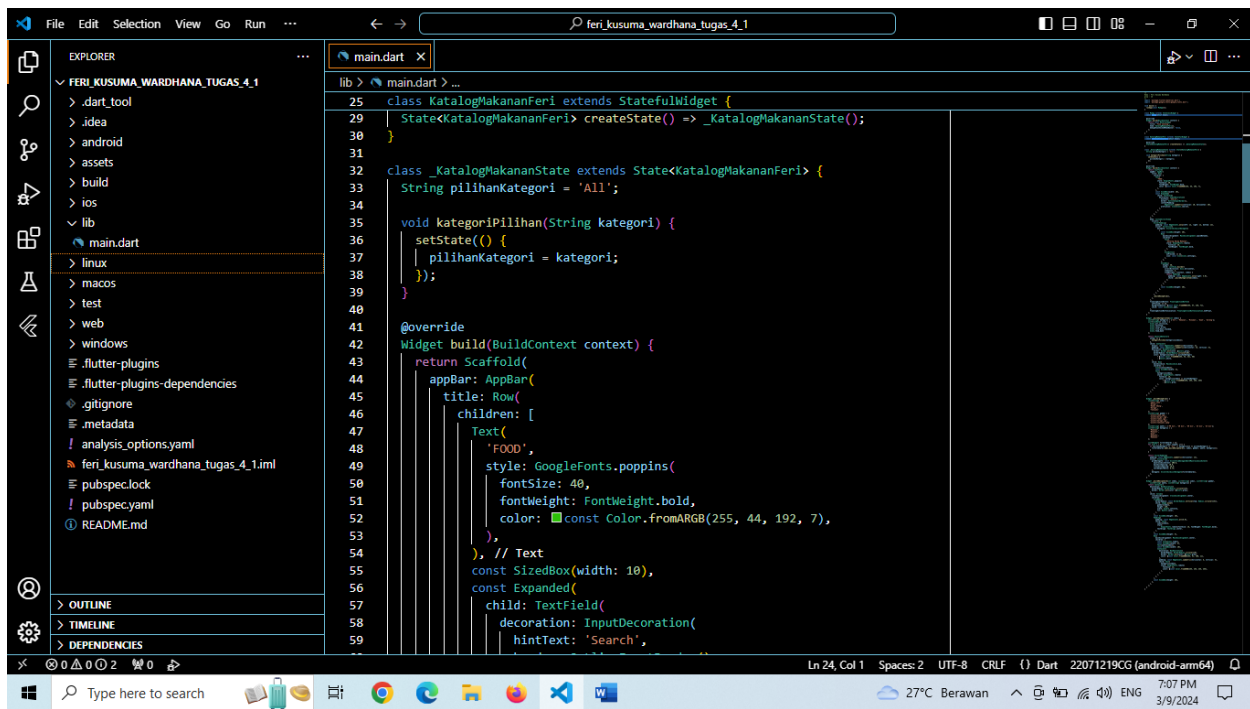 File Edit Selection View Go Run ··· feri_kusuma_wardhana_tugas_4_1
EXPLORER ···
FERI_KUSUMA_WARDHANA_TUGAS_4_1
.dart_tool
.idea
android
assets
build
ios
lib
main.dart
linux
macos
test
web
windows
.flutter-plugins
.flutter-plugins-dependencies
.gitignore
.metadata
! analysis_options.yaml
feri_kusuma_wardhana_tugas_4_1.iml
pubspec.lock
! pubspec.yaml
README.md
OUTLINE
TIMELINE
DEPENDENCIES
main.dart ×
lib > main.dart > ...
25 class KatalogMakananFeri extends StatefulWidget {
29 State<KatalogMakananFeri> createState() => _KatalogMakananState();
30 }
31
32 class _KatalogMakananState extends State<KatalogMakananFeri> {
33 String pilihanKategori = 'All';
34
35 void kategoriPilihan(String kategori) {
36 setState(() {
37 pilihanKategori = kategori;
38 });
39 }
40
41 @override
42 Widget build(BuildContext context) {
43 return Scaffold(
44 appBar: AppBar(
45 title: Row(
46 children: [
47 Text(
48 'FOOD',
49 style: GoogleFonts.poppins(
50 fontSize: 40,
51 fontWeight: FontWeight.bold,
52 color: const Color.fromARGB(255, 44, 192, 7),
53 ),
54 ), // Text
55 const SizedBox(width: 10),
56 const Expanded(
57 child: TextField(
58 decoration: InputDecoration(
59 hintText: 'Search',
0 0 2 0 Ln 24, Col 1 Spaces: 2 UTF-8 CRLF {} Dart 22071219CG (android-arm64)
Type here to search 27°C Berawan ENG 7:07 PM
3/9/2024